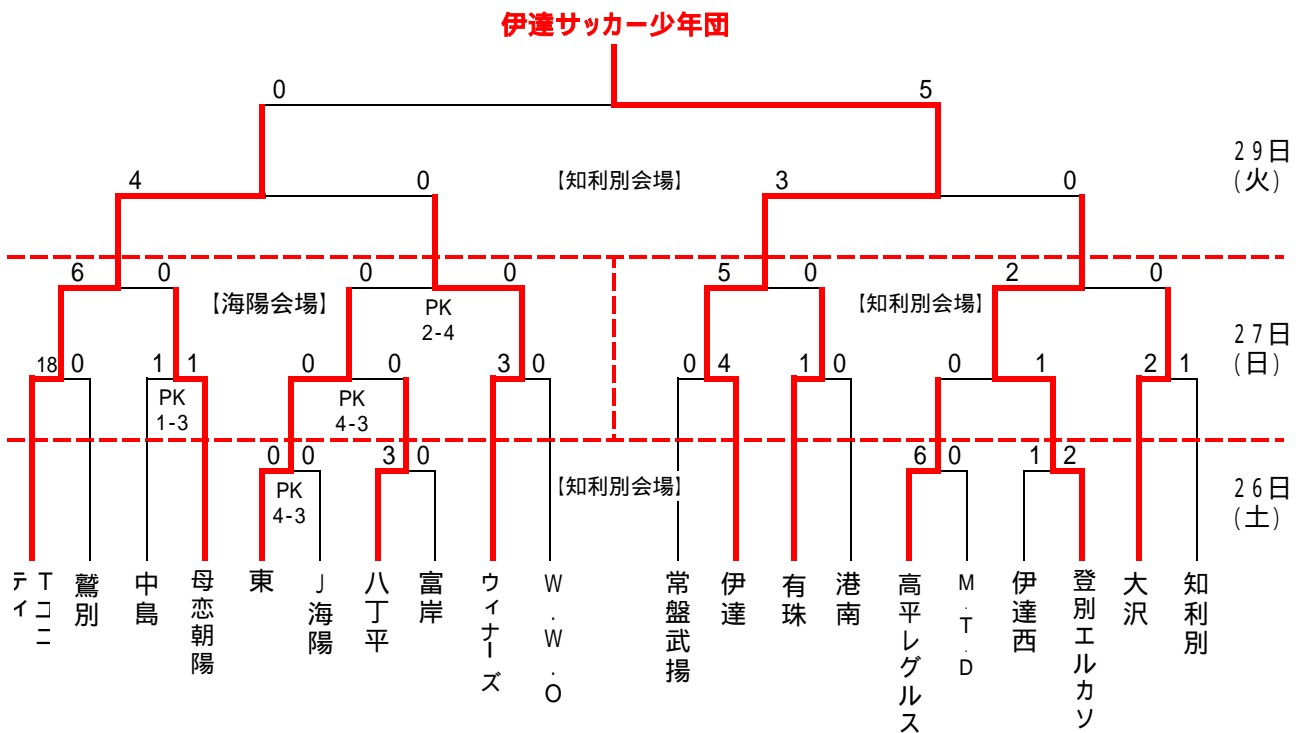 伊達サッカー少年団
0 5
29日
(火)
4 0 【知利別会場】 3 0
6 0 0 0 5 0 2 0
【海陽会場】 PK 【知利別会場】
2-4
27日
(日)
18 0 1 1 0 0 3 0 0 4 1 0 0 1 2 1
PK PK
1-3 4-3
0 0 3 0 6 0 1 2
PK 【知利別会場】
4-3
26日
(土)
Tコニ
ティ
鷲別
中島
母恋朝陽
東
J海陽
八丁平
富岸
ウィナーズ
W.W.O
常盤武揚
伊達
有珠
港南
高平レグルス
M.T.D
伊達西
登別エルカソ
大沢
知利別